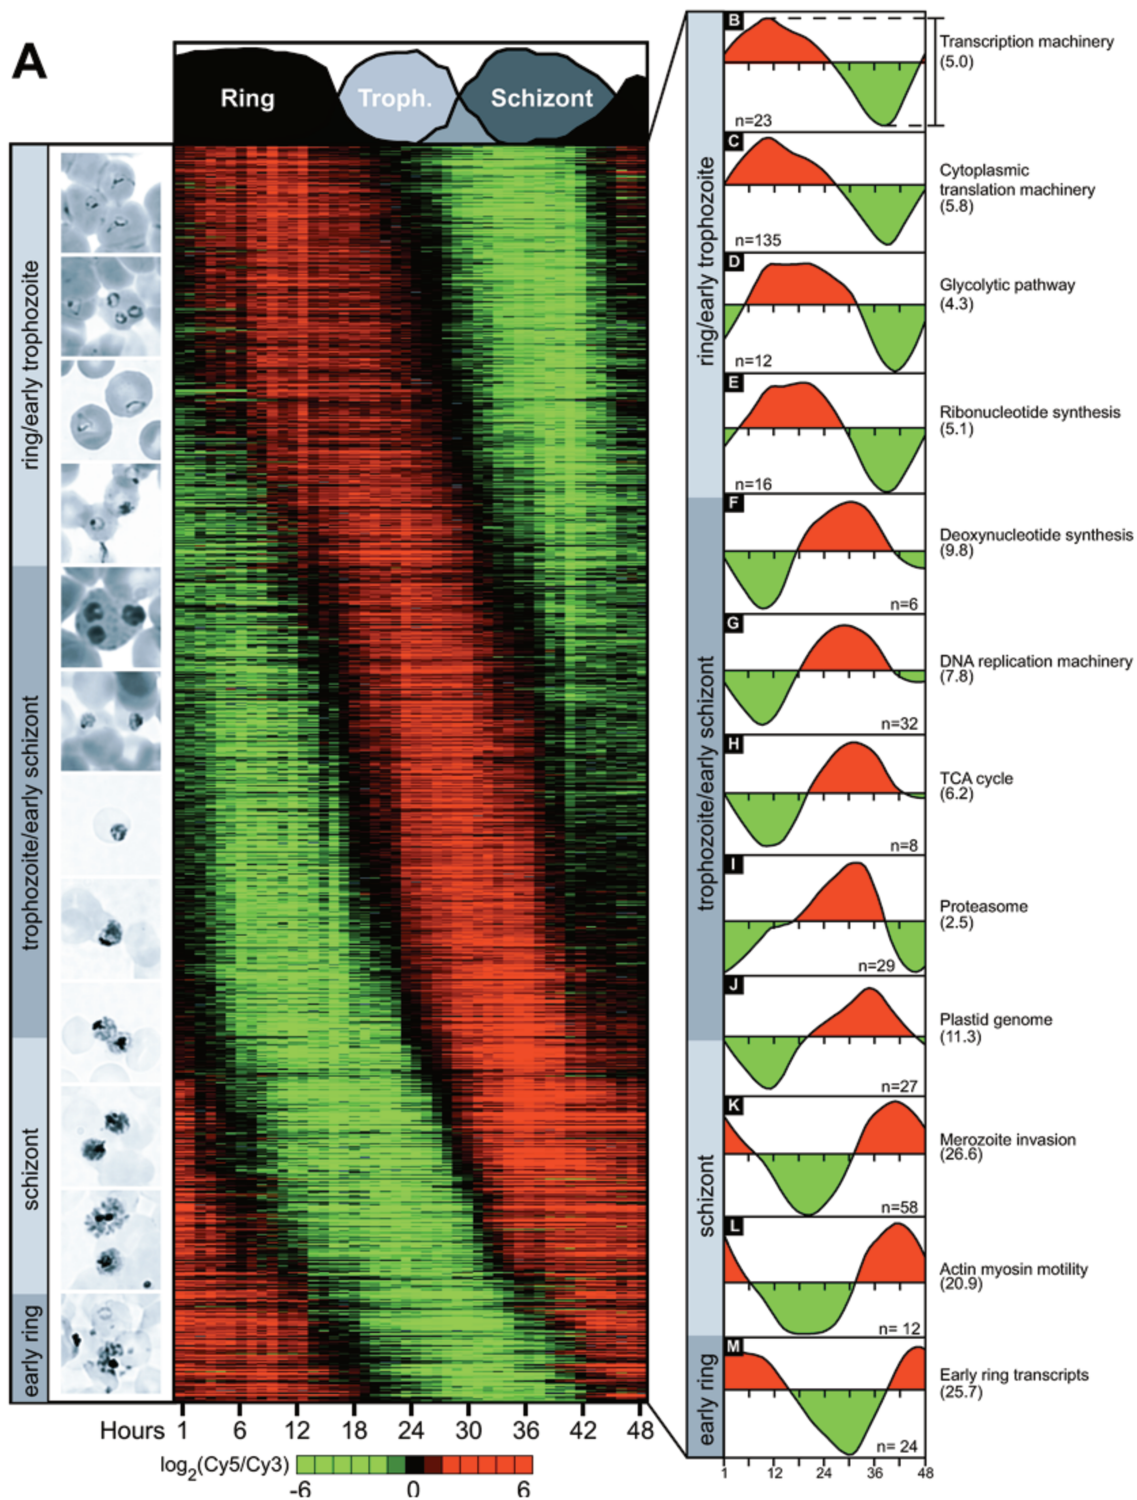 A
Ring
Troph.
Schizont
ring/early trophozoite
trophozoite/early schizont
schizont
early ring
Hours 1 6 12 18 24 30 36 42 48
log2(Cy5/Cy3)
-6 0 6
ring/early trophozoite
trophozoite/early schizont
schizont
early ring
B
n=23
Transcription machinery
(5.0)
C
n=135
Cytoplasmic
translation machinery
(5.8)
D
n=12
Glycolytic pathway
(4.3)
E
n=16
Ribonucleotide synthesis
(5.1)
F
n=6
Deoxynucleotide synthesis
(9.8)
G
n=32
DNA replication machinery
(7.8)
H
n=8
TCA cycle
(6.2)
I
n=29
Proteasome
(2.5)
J
n=27
Plastid genome
(11.3)
K
n=58
Merozoite invasion
(26.6)
L
n= 12
Actin myosin motility
(20.9)
M
n= 24
Early ring transcripts
(25.7)
1 12 24 36 48